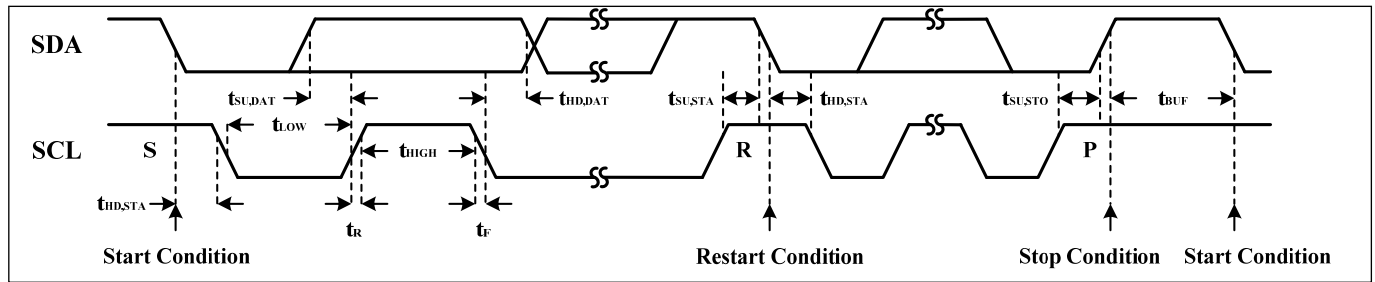 SDA
tSU,DAT tHD,DAT tSU,STA tHD,STA tSU,STO tBUF
tLOW
SCL S tHIGH R P
tHD,STA
tR tF
Start Condition Restart Condition Stop Condition Start Condition